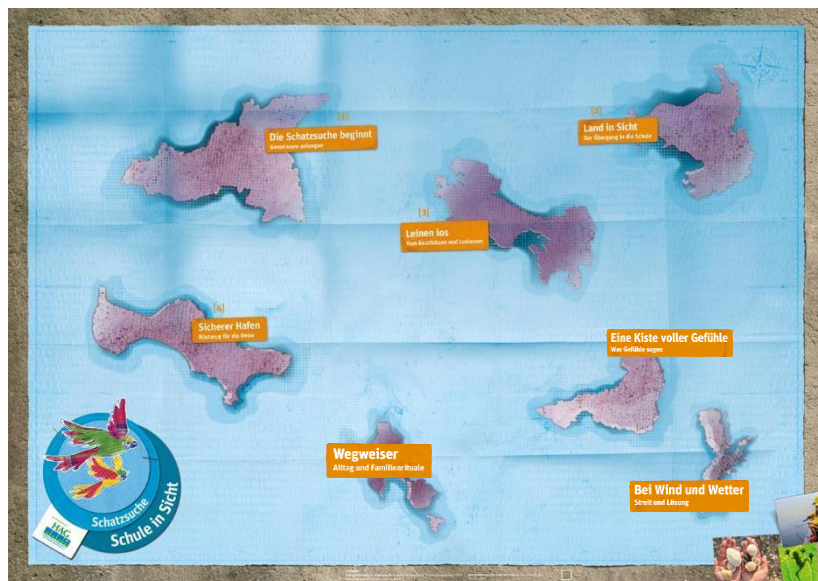 [1]
Die Schatzsuche beginnt
Gemeinsam anfangen
[2]
Land in Sicht
Der Übergang in die Schule
[3]
Leinen los
Vom Beschützen und Loslassen
[4]
Sicherer Hafen
Rüstzeug für die Reise
Eine Kiste voller Gefühle
Was Gefühle sagen
Wegweiser
Alltag und Familienrituale
Bei Wind und Wetter
Streit und Lösung
Schatzsuche
Schule in Sicht
HAG